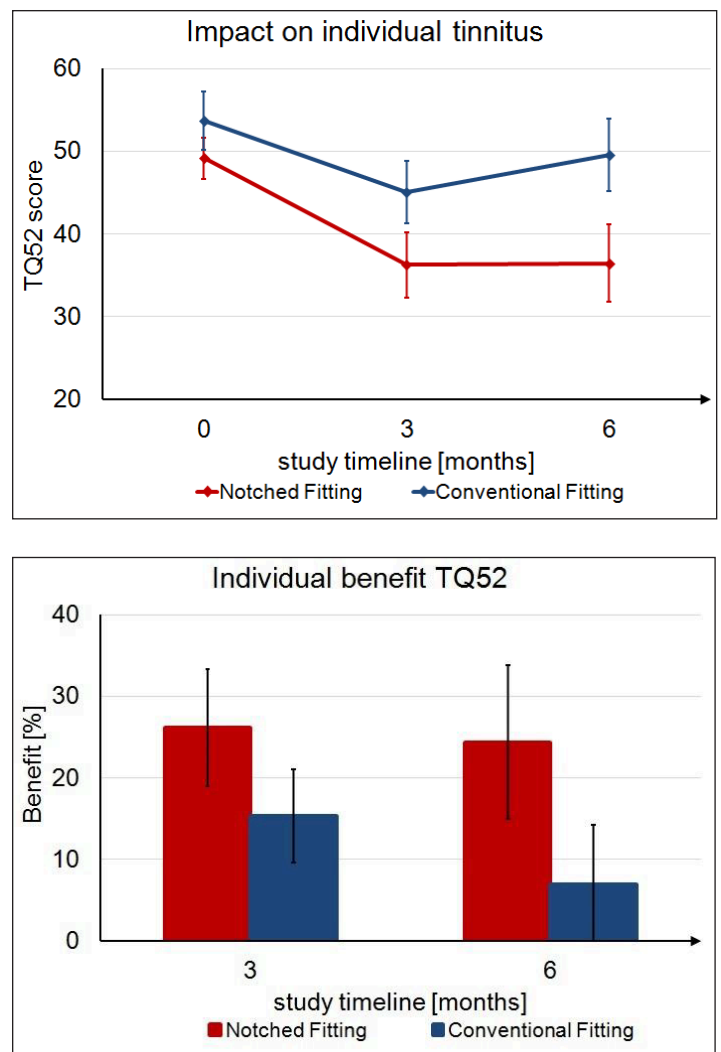 Impact on individual tinnitus
60
50
40
30
20
TQ52 score
0 3 6
study timeline [months]
Notched Fitting Conventional Fitting
Individual benefit TQ52
40
30
20
10
0
Benefit [%]
3 6
study timeline [months]
Notched Fitting Conventional Fitting